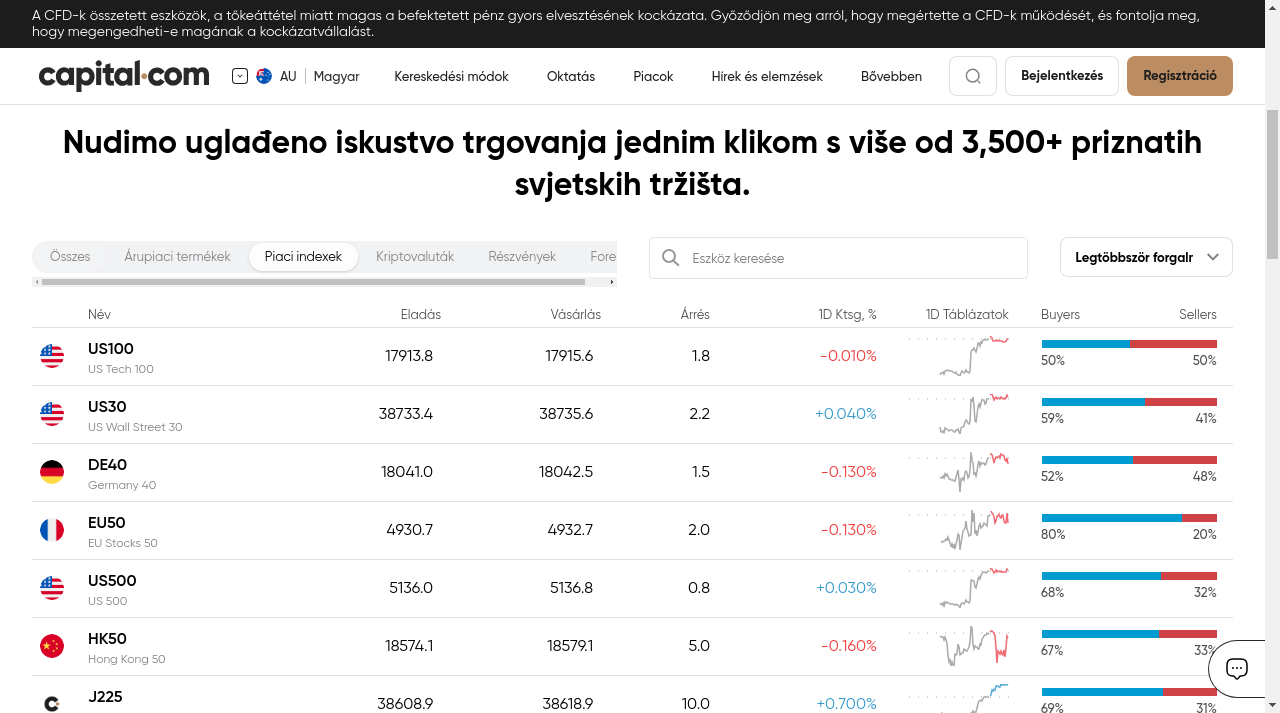 A CFD-k összetett eszközök, a tőkeáttétel miatt magas a befektetett pénz gyors elvesztésének kockázata. Győződjön meg arról, hogy megértette a CFD-k működését, és fontolja meg,
hogy megengedheti-e magának a kockázatvállalást.
capital.com AU Magyar Kereskedési módok Oktatás Piacok Hírek és elemzések Bővebben Bejelentkezés Regisztráció
Nudimo uglađeno iskustvo trgovanja jednim klikom s više od 3,500+ priznatih
svjetskih tržišta.
Összes Árupiaci termékek Piaci indexek Kriptovaluták Részvények Fore Eszköz keresése Legtöbbször forgalr
Név Eladás Vásárlás Árrés 1D Ktsg, % 1D Táblázatok Buyers Sellers
US100 17913.8 17915.6 1.8 -0.010%
US Tech 100 50% 50%
US30 38733.4 38735.6 2.2 +0.040%
US Wall Street 30 59% 41%
DE40 18041.0 18042.5 1.5 -0.130%
Germany 40 52% 48%
EU50 4930.7 4932.7 2.0 -0.130%
EU Stocks 50 80% 20%
US500 5136.0 5136.8 0.8 +0.030%
US 500 68% 32%
HK50 18574.1 18579.1 5.0 -0.160%
Hong Kong 50 67% 33%
J225 38608.9 38618.9 10.0 +0.700%
69% 31%